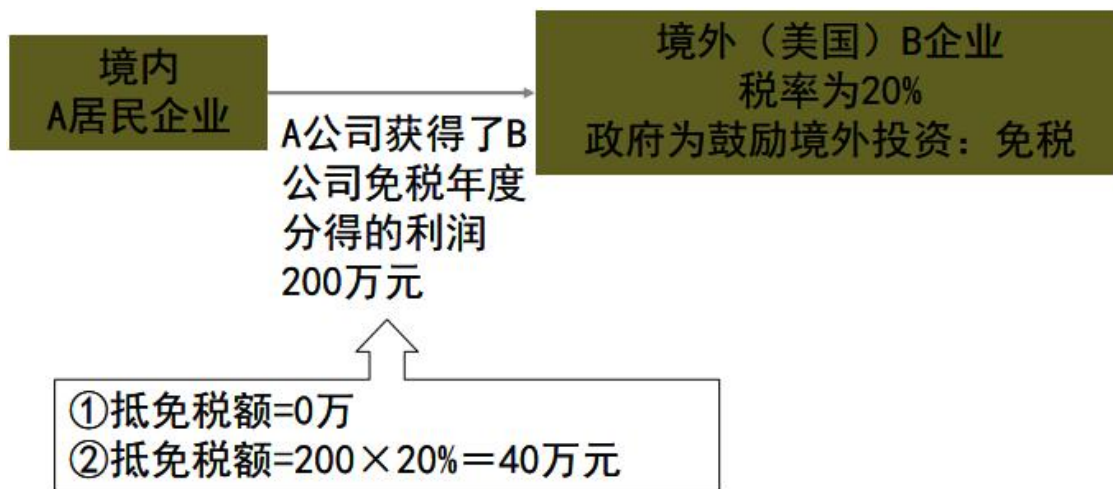 境内
A居民企业
境外（美国）B企业
税率为20%
政府为鼓励境外投资：免税
A公司获得了B
公司免税年度
分得的利润
200万元
①抵免税额=0万
②抵免税额=200×20%＝40万元